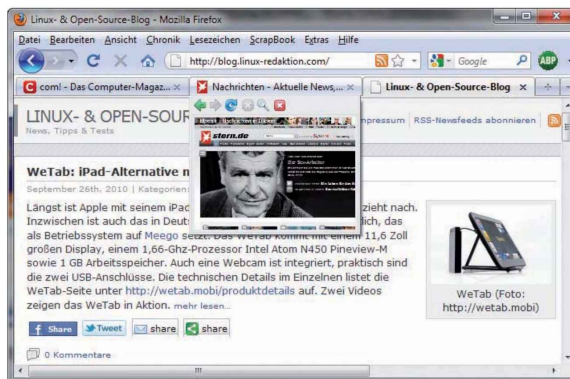 Linux- & Open-Source-Blog - Mozilla Firefox
Datei Bearbeiten Ansicht Chronik Lesezeichen ScrapBook Extras Hilfe
http://blog.linux-redaktion.com/ Google ABP
com! - Das Computer-Magaz... Nachrichten - Aktuelle News,... Linux- & Open-Source-Blog
LINUX- & OPEN-SOUR
mpressum RSS-Newsfeeds abonnieren
News, Tipps & Tests
stern.de
WeTab: iPad-Alternative m
September 26th, 2010 | Kategorien:
Längst ist Apple mit seinem iPad zieht nach.
Inzwischen ist auch das in Deuts lich, das
als Betriebssystem auf Meego setzt. Das WeTab kommt mit einem 11,6 Zoll
großen Display, einem 1,66-Ghz-Prozessor Intel Atom N450 Pineview-M
sowie 1 GB Arbeitsspeicher. Auch eine Webcam ist integriert, praktisch sind
die zwei USB-Anschlüsse. Die technischen Details im Einzelnen listet die
WeTab-Seite unter http://wetab.mobi/produktdetails auf. Zwei Videos
zeigen das WeTab in Aktion. mehr lesen...
WeTab (Foto:
http://wetab.mobi)
Share Tweet share share
0 Kommentare